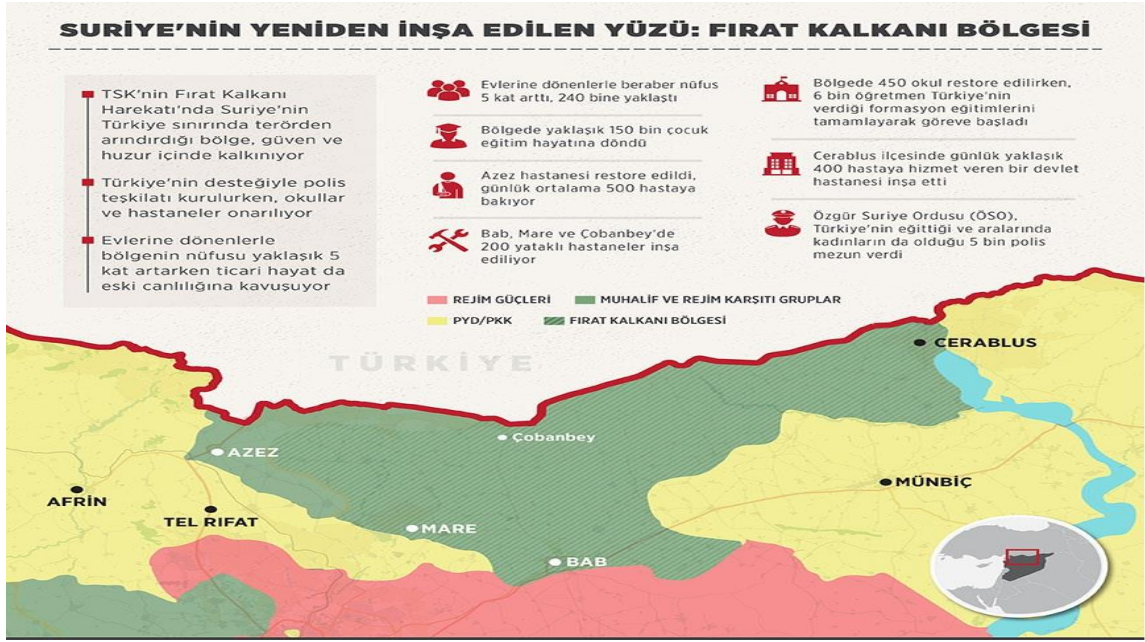 SURİYE'NİN YENİDEN İNŞA EDİLEN YÜZÜ: FIRAT KALKANI BÖLGESİ
TSK'nin Fırat Kalkanı
Harekatı'nda Suriye'nin
Türkiye sınırında terörden
arındırdığı bölge, güven ve
huzur içinde kalkınıyor
Türkiye'nin desteğiyle polis
teşkilatı kurulurken, okullar
ve hastaneler onarılıyor
Evlerine dönenlerle
bölgenin nüfusu yaklaşık 5
kat artarken ticari hayat da
eski canlılığına kavuşuyor
Evlerine dönenlerle beraber nüfus
5 kat arttı, 240 bine yaklaştı
Bölgede yaklaşık 150 bin çocuk
eğitim hayatına döndü
Azez hastanesi restore edildi,
günlük ortalama 500 hastaya
bakıyor
Bab, Mare ve Çobanbey'de
200 yataklı hastaneler inşa
ediliyor
Bölgede 450 okul restore edilirken,
6 bin öğretmen Türkiye'nin
verdiği formasyon eğitimlerini
tamamlayarak göreve başladı
Cerablus ilçesinde günlük yaklaşık
400 hastaya hizmet veren bir devlet
hastanesi inşa etti
Özgür Suriye Ordusu (ÖSO),
Türkiye'nin eğittiği ve aralarında
kadınların da olduğu 5 bin polis
mezun verdi
REJİM GÜÇLERİ
MUHALİF VE REJİM KARŞITI GRUPLAR
PYD/PKK
FIRAT KALKANI BÖLGESİ
TÜRKİYE
CERABLUS
Çobanbey
AZEZ
AFRİN
TEL RIFAT
MARE
MÜNBİÇ
BAB